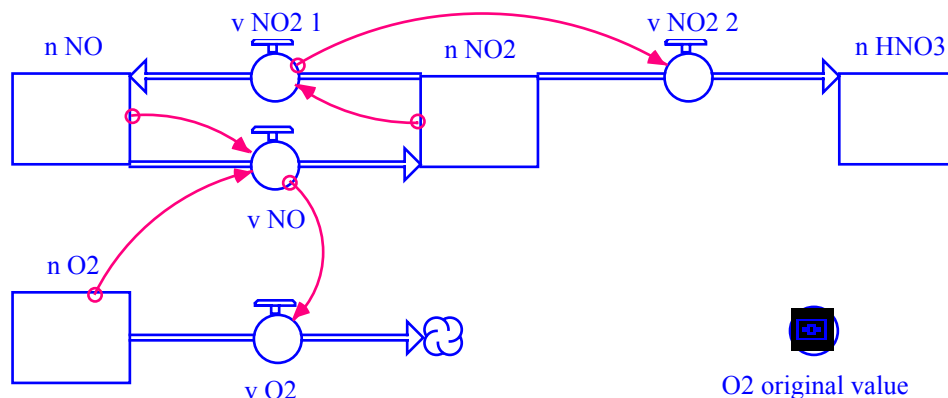 v NO2 1
v NO2 2
n NO
n NO2
n HNO3
v NO
n O2
v O2
O2 original value